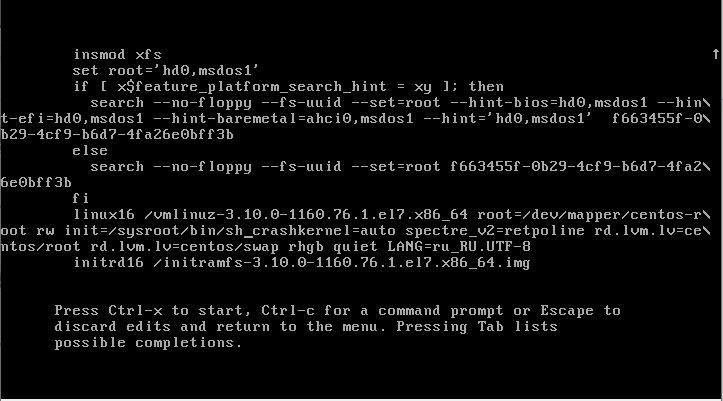 insmod xfs
set root='hd0,msdos1'
if [ x$feature_platform_search_hint = xy ]; then
search --no-floppy --fs-uuid --set=root --hint-bios=hd0,msdos1 --hin\
t-efi=hd0,msdos1 --hint-baremetal=ahci0,msdos1 --hint='hd0,msdos1'  f663455f-0\
b29-4cf9-b6d7-4fa26e0bff3b
else
search --no-floppy --fs-uuid --set=root f663455f-0b29-4cf9-b6d7-4fa2\
6e0bff3b
fi
linux16 /vmlinuz-3.10.0-1160.76.1.el7.x86_64 root=/dev/mapper/centos-r\
oot rw init=/sysroot/bin/sh_crashkernel=auto spectre_v2=retpoline rd.lvm.lv=ce\
ntos/root rd.lvm.lv=centos/swap rhgb quiet LANG=ru_RU.UTF-8
initrd16 /initramfs-3.10.0-1160.76.1.el7.x86_64.img
Press Ctrl-x to start, Ctrl-c for a command prompt or Escape to
discard edits and return to the menu. Pressing Tab lists
possible completions.